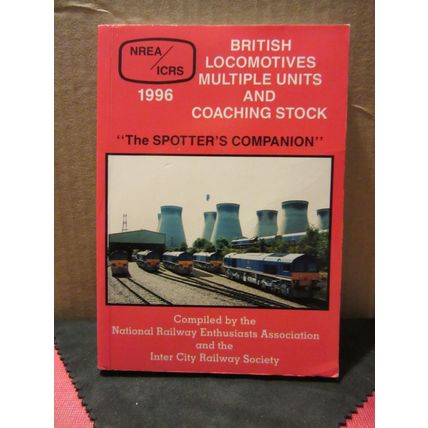 NREA/
ICRS
1996
BRITISH
LOCOMOTIVES
MULTIPLE UNITS
AND
COACHING STOCK
"The SPOTTER'S COMPANION"
Compiled by the
National Railway Enthusiasts Association
and the
Inter City Railway Society